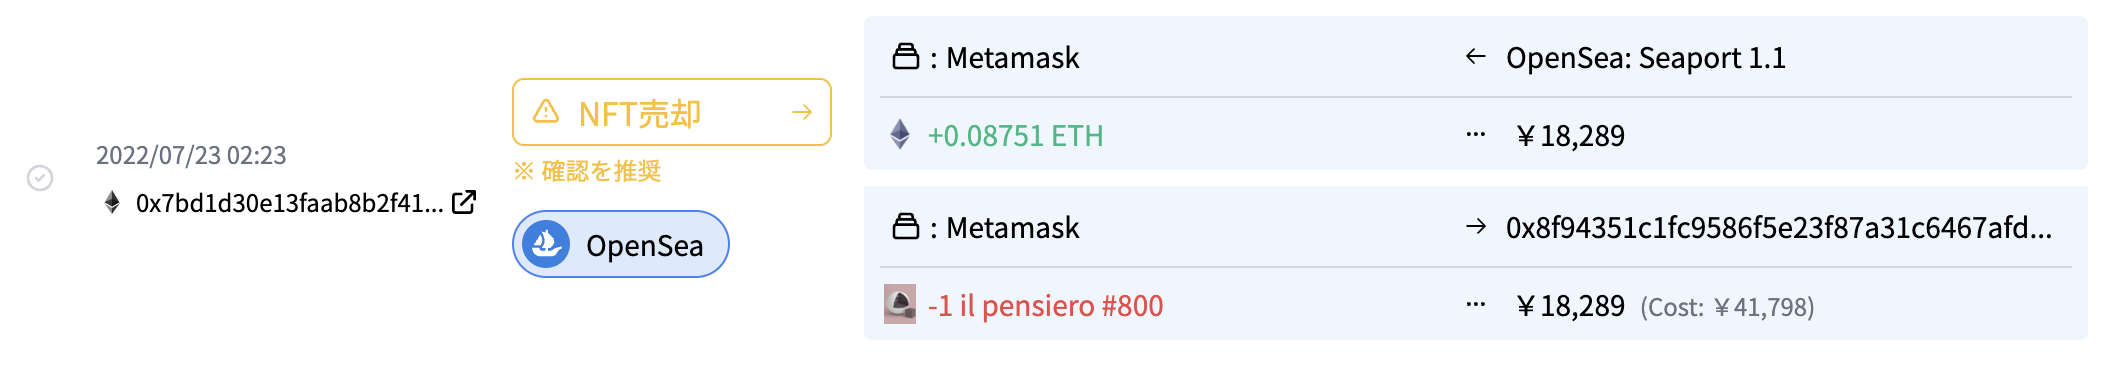 2022/07/23 02:23
0x7bd1d30e13faab8b2f41...
NFT売却
※ 確認を推奨
OpenSea
: Metamask ← OpenSea: Seaport 1.1
+0.08751 ETH ··· ￥18,289
: Metamask → 0x8f94351c1fc9586f5e23f87a31c6467afd...
-1 il pensiero #800 ··· ￥18,289 (Cost: ￥41,798)